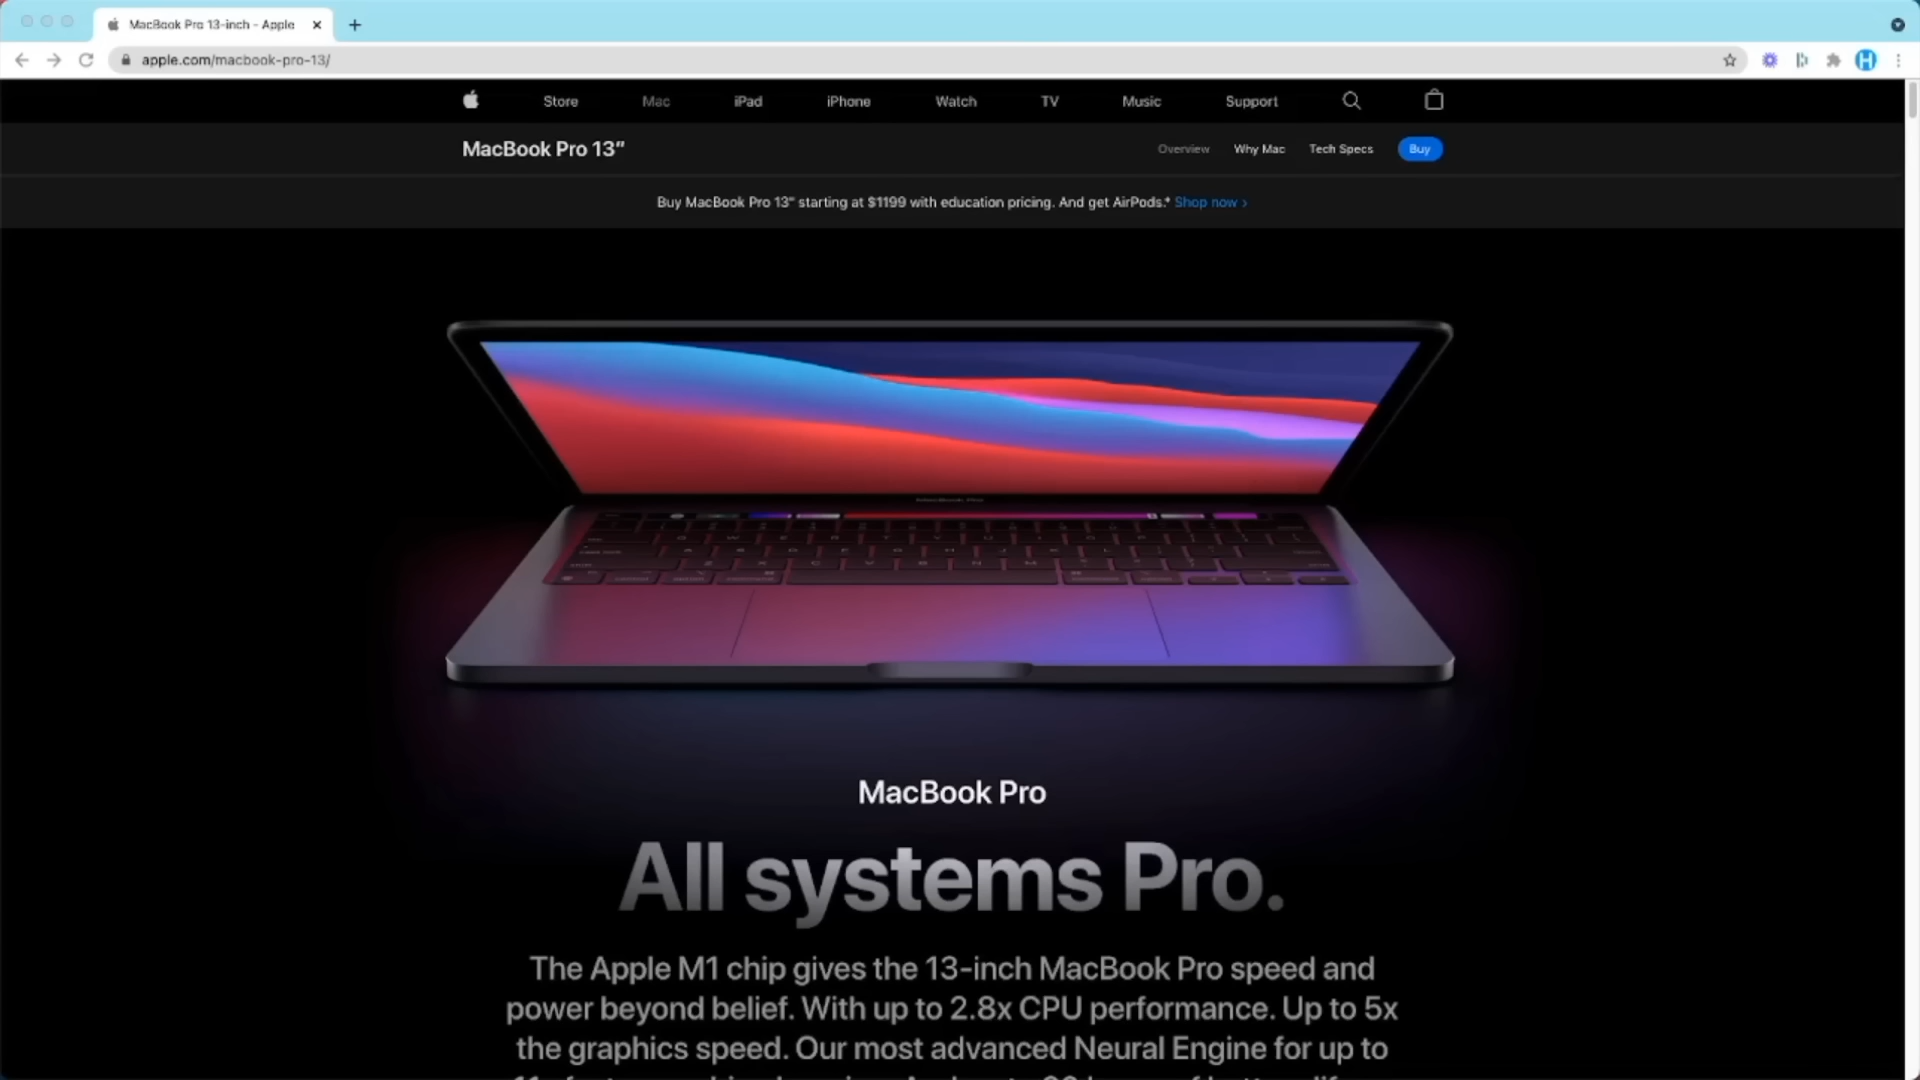 MacBook Pro 13-inch - Apple
apple.com/macbook-pro-13/
Store Mac iPad iPhone Watch TV Music Support
MacBook Pro 13″
Overview Why Mac Tech Specs Buy
Buy MacBook Pro 13″ starting at $1199 with education pricing. And get AirPods.* Shop now >
MacBook Pro
MacBook Pro
All systems Pro.
The Apple M1 chip gives the 13-inch MacBook Pro speed and
power beyond belief. With up to 2.8x CPU performance. Up to 5x
the graphics speed. Our most advanced Neural Engine for up to